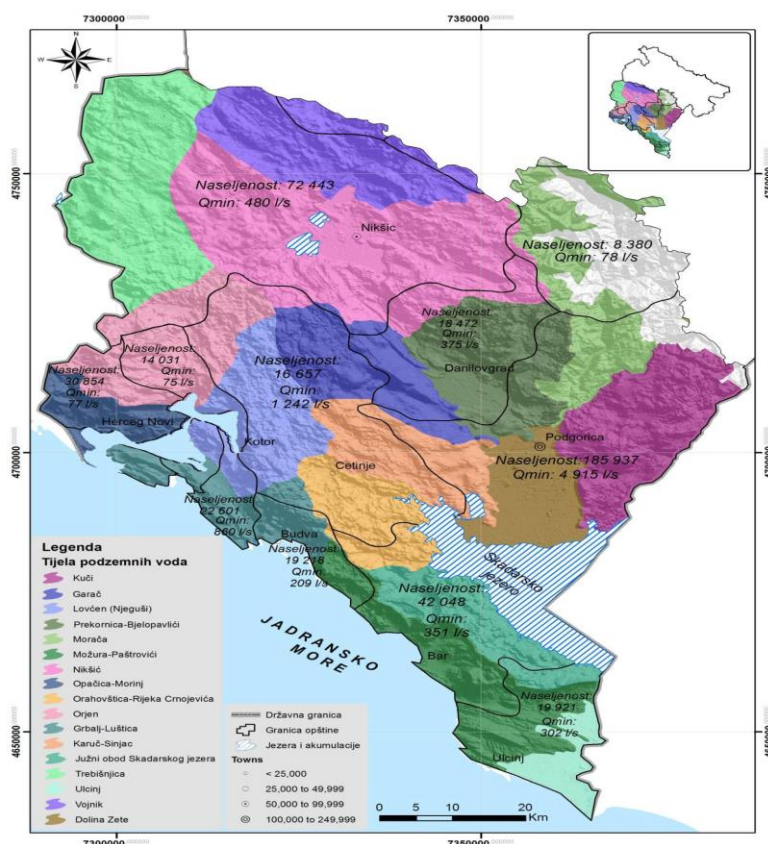 7300000
7350000
N
W E
S
4750000
4750000
Naseljenost: 72 443
Qmin: 480 l/s
Nikšic
Naseljenost: 8 380
Qmin: 78 l/s
Naseljenost:
18 472
Qmin:
375 l/s
Danilovgrad
Naseljenost:
14 031
Qmin:
75 l/s
Naseljenost:
16 657
Qmin:
1 242 l/s
Naseljenost:
30 854
Qmin:
77 l/s
Herceg Novi
Kotor
Podgorica
4700000
4700000
Naseljenost:185 937
Qmin: 4 915 l/s
Cetinje
Naseljenost:
22 601
Qmin:
860 l/s
Budva
Naseljenost:
19 218
Qmin:
209 l/s
Skadarsko
jezero
Naseljenost:
42 048
Qmin:
351 l/s
Bar
JADRANSKO
MORE
Naseljenost:
19 921
Qmin:
302 l/s
Ulcinj
4650000
4650000
Legenda
Tijela podzemnih voda
Kuči
Garač
Lovćen (Njeguši)
Prekornica-Bjelopavlići
Morača
Možura-Paštrovići
Nikšić
Opačica-Morinj
Orahovštica-Rijeka Crnojevića
Orjen
Grbalj-Luštica
Karuč-Sinjac
Južni obod Skadarskog jezera
Trebišnjica
Ulcinj
Vojnik
Dolina Zete
Državna granica
Granica opštine
Jezera i akumulacije
Towns
< 25,000
25,000 to 49,999
50,000 to 99,999
100,000 to 249,999
0 5 10 20
Km
7300000
7350000